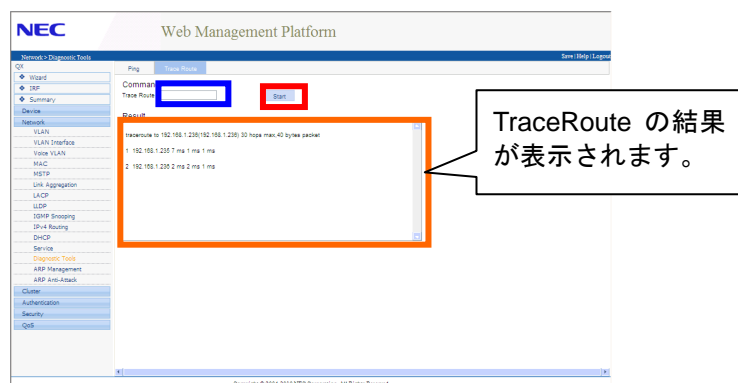 NEC
Web Management Platform
Network > Diagnostic Tools
Save | Help | Logout
QX
Wizard
IRF
Summary
Device
Network
VLAN
VLAN Interface
Voice VLAN
MAC
MSTP
Link Aggregation
LACP
LLDP
IGMP Snooping
IPv4 Routing
DHCP
Service
Diagnostic Tools
ARP Management
ARP Anti-Attack
Cluster
Authentication
Security
QoS
Ping
Trace Route
Comman
Trace Route
Start
Result
traceroute to 192.168.1.236(192.168.1.236) 30 hops max,40 bytes packet
1 192.168.1.235 7 ms 1 ms 1 ms
2 192.168.1.236 2 ms 2 ms 1 ms
TraceRoute の結果
が表示されます。